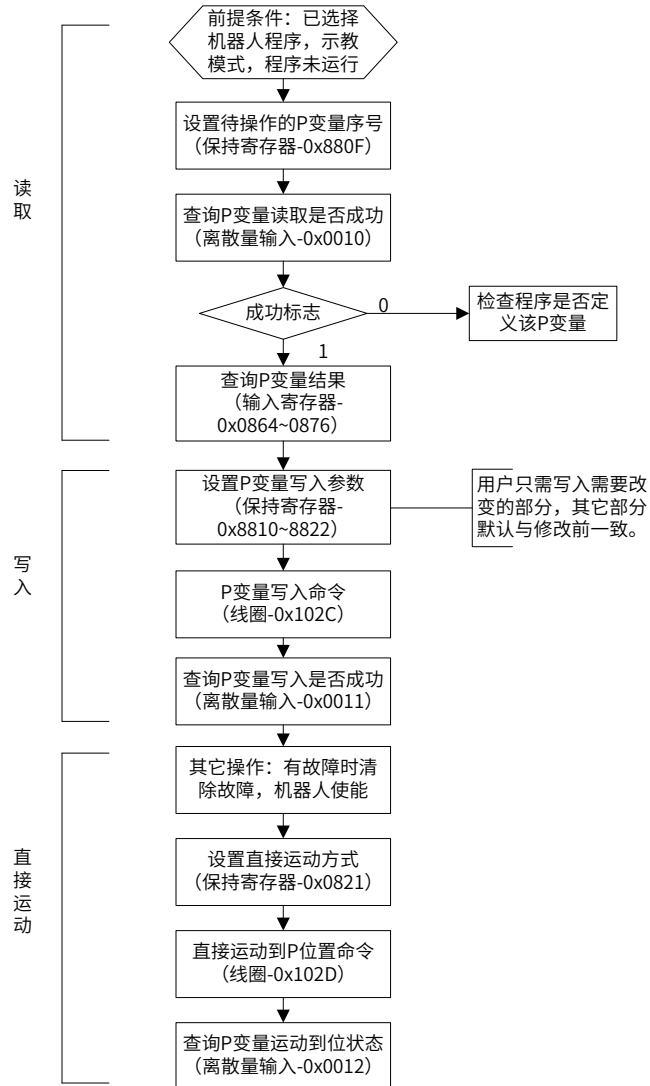 前提条件：已选择
机器人程序，示教
模式，程序未运行
设置待操作的P变量序号
（保持寄存器-0x880F）
读
取
查询P变量读取是否成功
（离散量输入-0x0010）
成功标志
0
检查程序是否定
义该P变量
1
查询P变量结果
（输入寄存器-
0x0864~0876）
设置P变量写入参数
（保持寄存器-
0x8810~8822）
用户只需写入需要改
变的部分，其它部分
默认与修改前一致。
写
入
P变量写入命令
（线圈-0x102C）
查询P变量写入是否成功
（离散量输入-0x0011）
其它操作：有故障时清
除故障，机器人使能
直
接
运
动
设置直接运动方式
（保持寄存器-0x0821）
直接运动到P位置命令
（线圈-0x102D）
查询P变量运动到位状态
（离散量输入-0x0012）